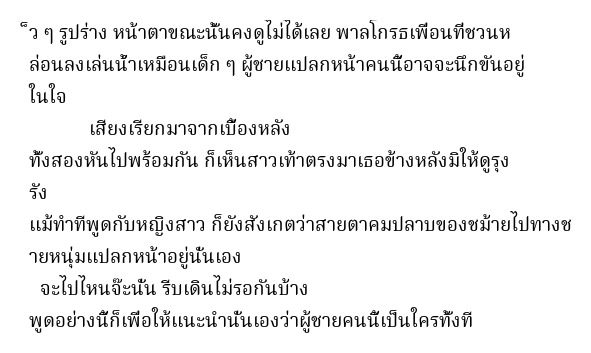 ็ว ๆ รูปร่าง หน้าตาขณะนั้นคงดูไม่ได้เลย พาลโกรธเพื่อนที่ชวนห
ล่อนลงเล่นน้ำเหมือนเด็ก ๆ ผู้ชายแปลกหน้าคนนี้อาจจะนึกขันอยู่
ในใจ
เสียงเรียกมาจากเบื้องหลัง
ทั้งสองหันไปพร้อมกัน ก็เห็นสาวเท้าตรงมาเธอข้างหลังมิให้ดูรุง
รัง
แม้ทำทีพูดกับหญิงสาว ก็ยังสังเกตว่าสายตาคมปลาบของชม้ายไปทางช
ายหนุ่มแปลกหน้าอยู่นั่นเอง
จะไปไหนจ๊ะนั่น รีบเดินไม่รอกันบ้าง
พูดอย่างนี้ก็เพื่อให้แนะนำนั่นเองว่าผู้ชายคนนี้เป็นใครทั้งที